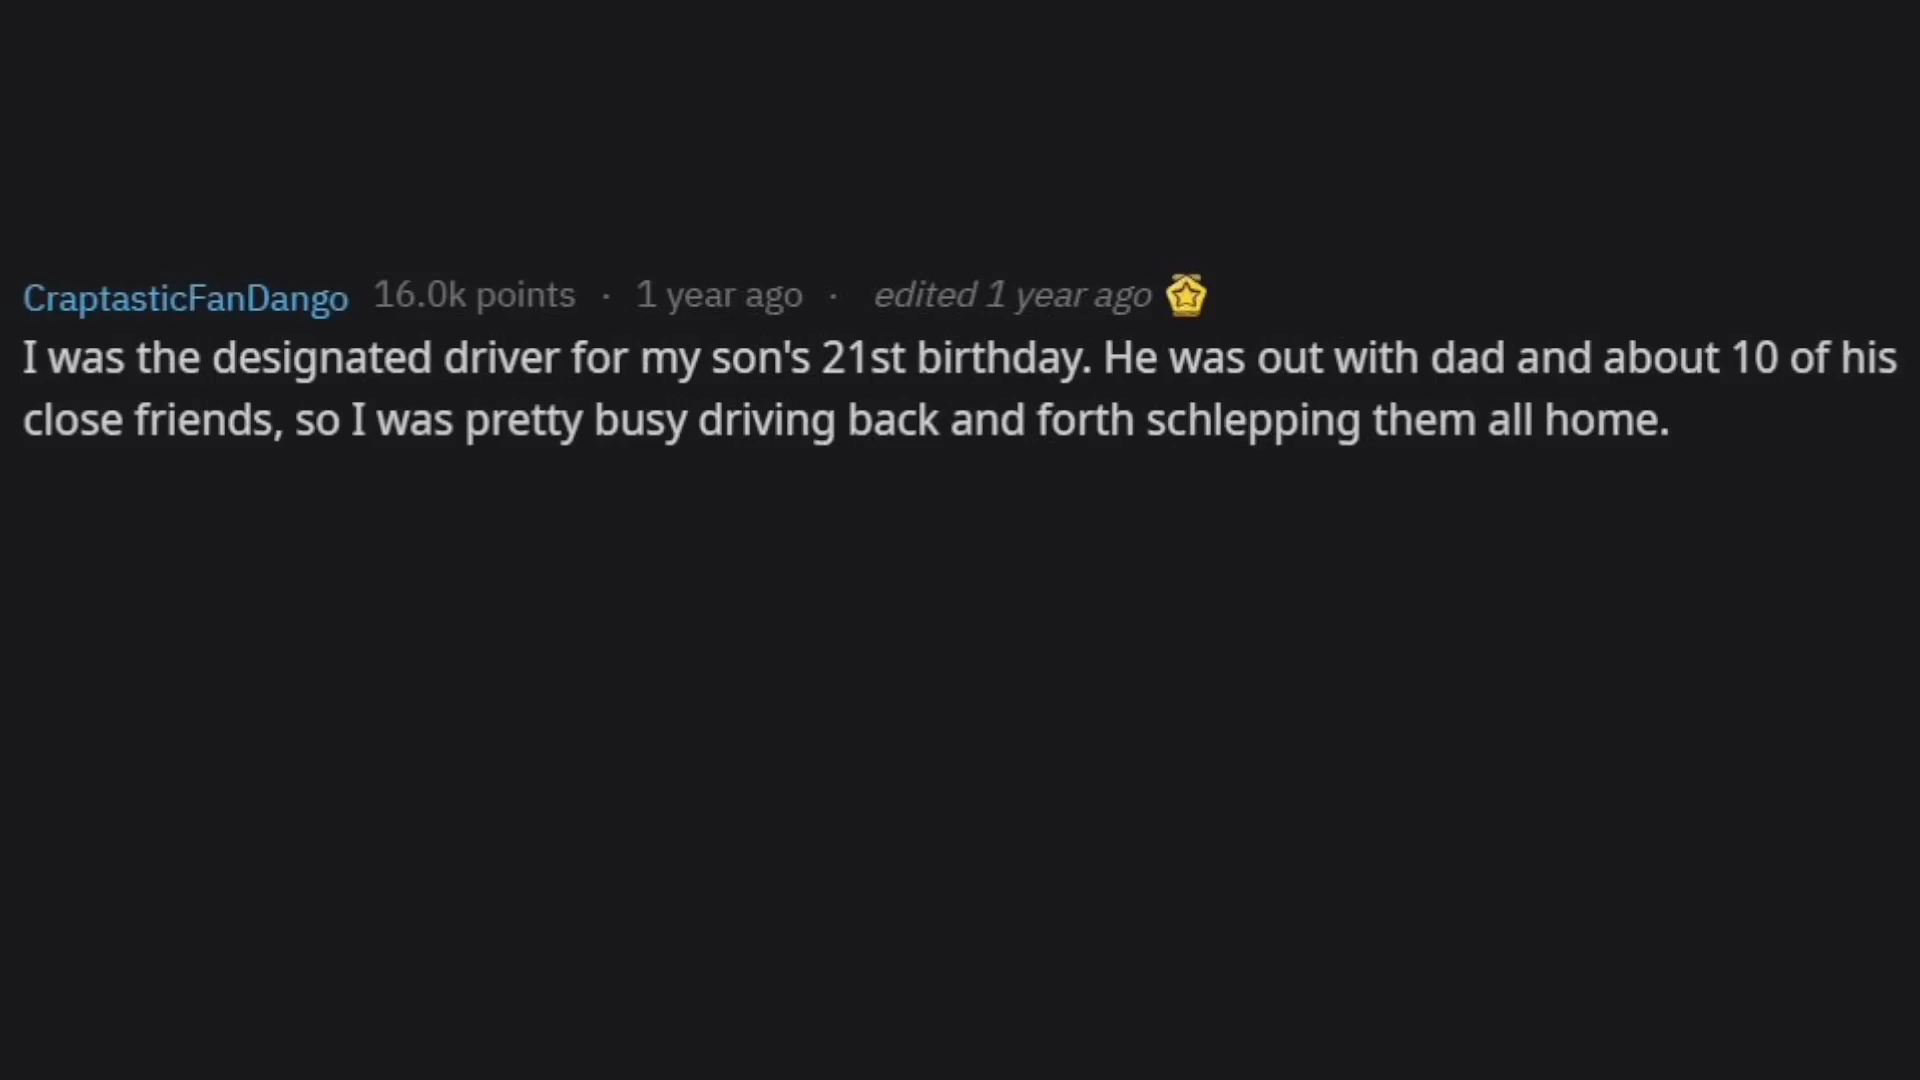 CraptasticFanDango 16.0k points · 1 year ago · edited 1 year ago
I was the designated driver for my son's 21st birthday. He was out with dad and about 10 of his
close friends, so I was pretty busy driving back and forth schlepping them all home.